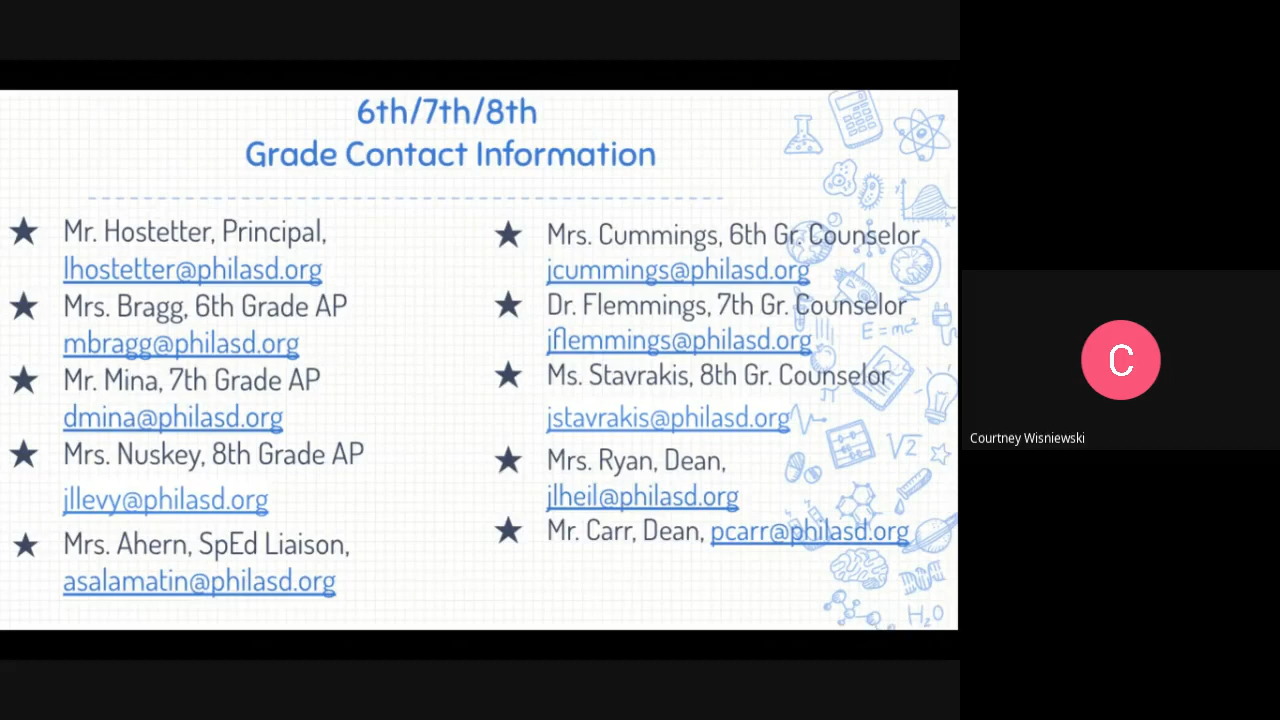 6th/7th/8th
Grade Contact Information
Mr. Hostetter, Principal,
lhostetter@philasd.org
Mrs. Bragg, 6th Grade AP
mbragg@philasd.org
Mr. Mina, 7th Grade AP
dmina@philasd.org
Mrs. Nuskey, 8th Grade AP
jllevy@philasd.org
Mrs. Ahern, SpEd Liaison,
asalamatin@philasd.org
Mrs. Cummings, 6th Gr. Counselor
jcummings@philasd.org
Dr. Flemmings, 7th Gr. Counselor
jflemmings@philasd.org
Ms. Stavrakis, 8th Gr. Counselor
jstavrakis@philasd.org
Mrs. Ryan, Dean,
jlheil@philasd.org
Mr. Carr, Dean, pcarr@philasd.org
E=mc²
π
√2
H₂O
C
Courtney Wisniewski